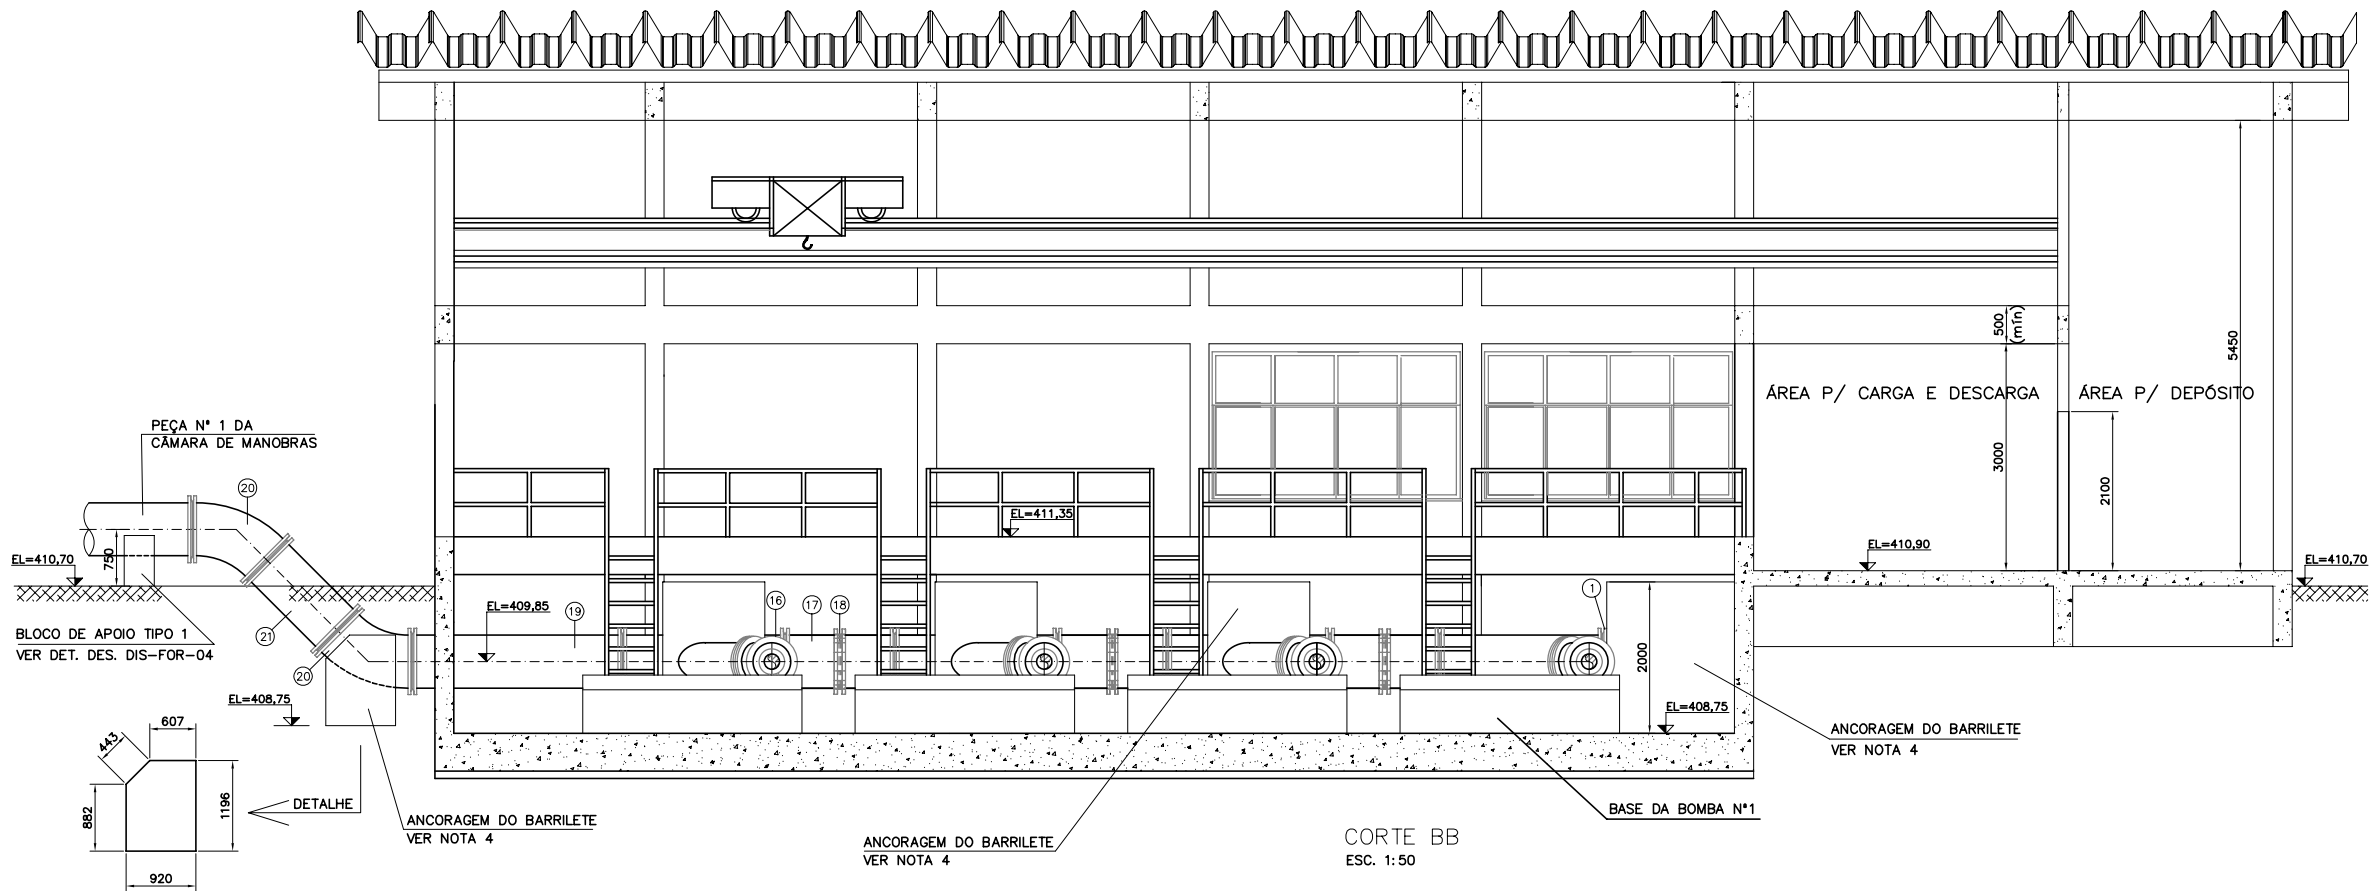 500
(mín)
5450
ÁREA P/ CARGA E DESCARGA
ÁREA P/ DEPÓSITO
PEÇA N° 1 DA
CÂMARA DE MANOBRAS
3000
2100
20
EL=411,35
750
EL=410,70
EL=410,90
EL=410,70
EL=409,85
19
16
17
18
1
BLOCO DE APOIO TIPO 1
VER DET. DES. DIS-FOR-04
21
20
2000
EL=408,75
EL=408,75
607
443
882
1196
920
DETALHE
ANCORAGEM DO BARRILETE
VER NOTA 4
ANCORAGEM DO BARRILETE
VER NOTA 4
ANCORAGEM DO BARRILETE
VER NOTA 4
BASE DA BOMBA N°1
CORTE BB
ESC. 1:50